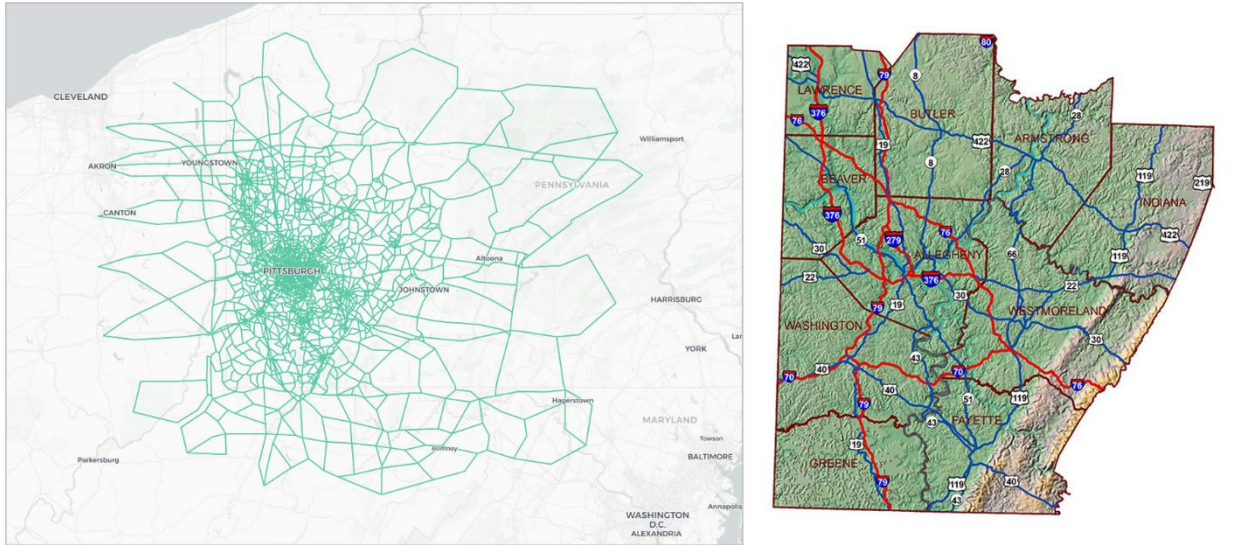 CLEVELAND
Williamsport
AKRON
YOUNGSTOWN
PENNSYLVANIA
CANTON
PITTSBURGH
Altoona
JOHNSTOWN
HARRISBURG
YORK
Hagerstown
MARYLAND
Towson
BALTIMORE
Romney
Parkersburg
WASHINGTON
D.C.
ALEXANDRIA
Annapolis
80
422
79
8
LAWRENCE
376
BUTLER
28
76
ARMSTRONG
19
422
8
119
219
BEAVER
28
INDIANA
376
279
76
422
30
51
ALLEGHENY
66
119
22
376
22
79
19
30
WESTMORELAND
WASHINGTON
30
43
70
40
70
76
40
51
119
79
43
FAYETTE
19
GREENE
79
119
40
43